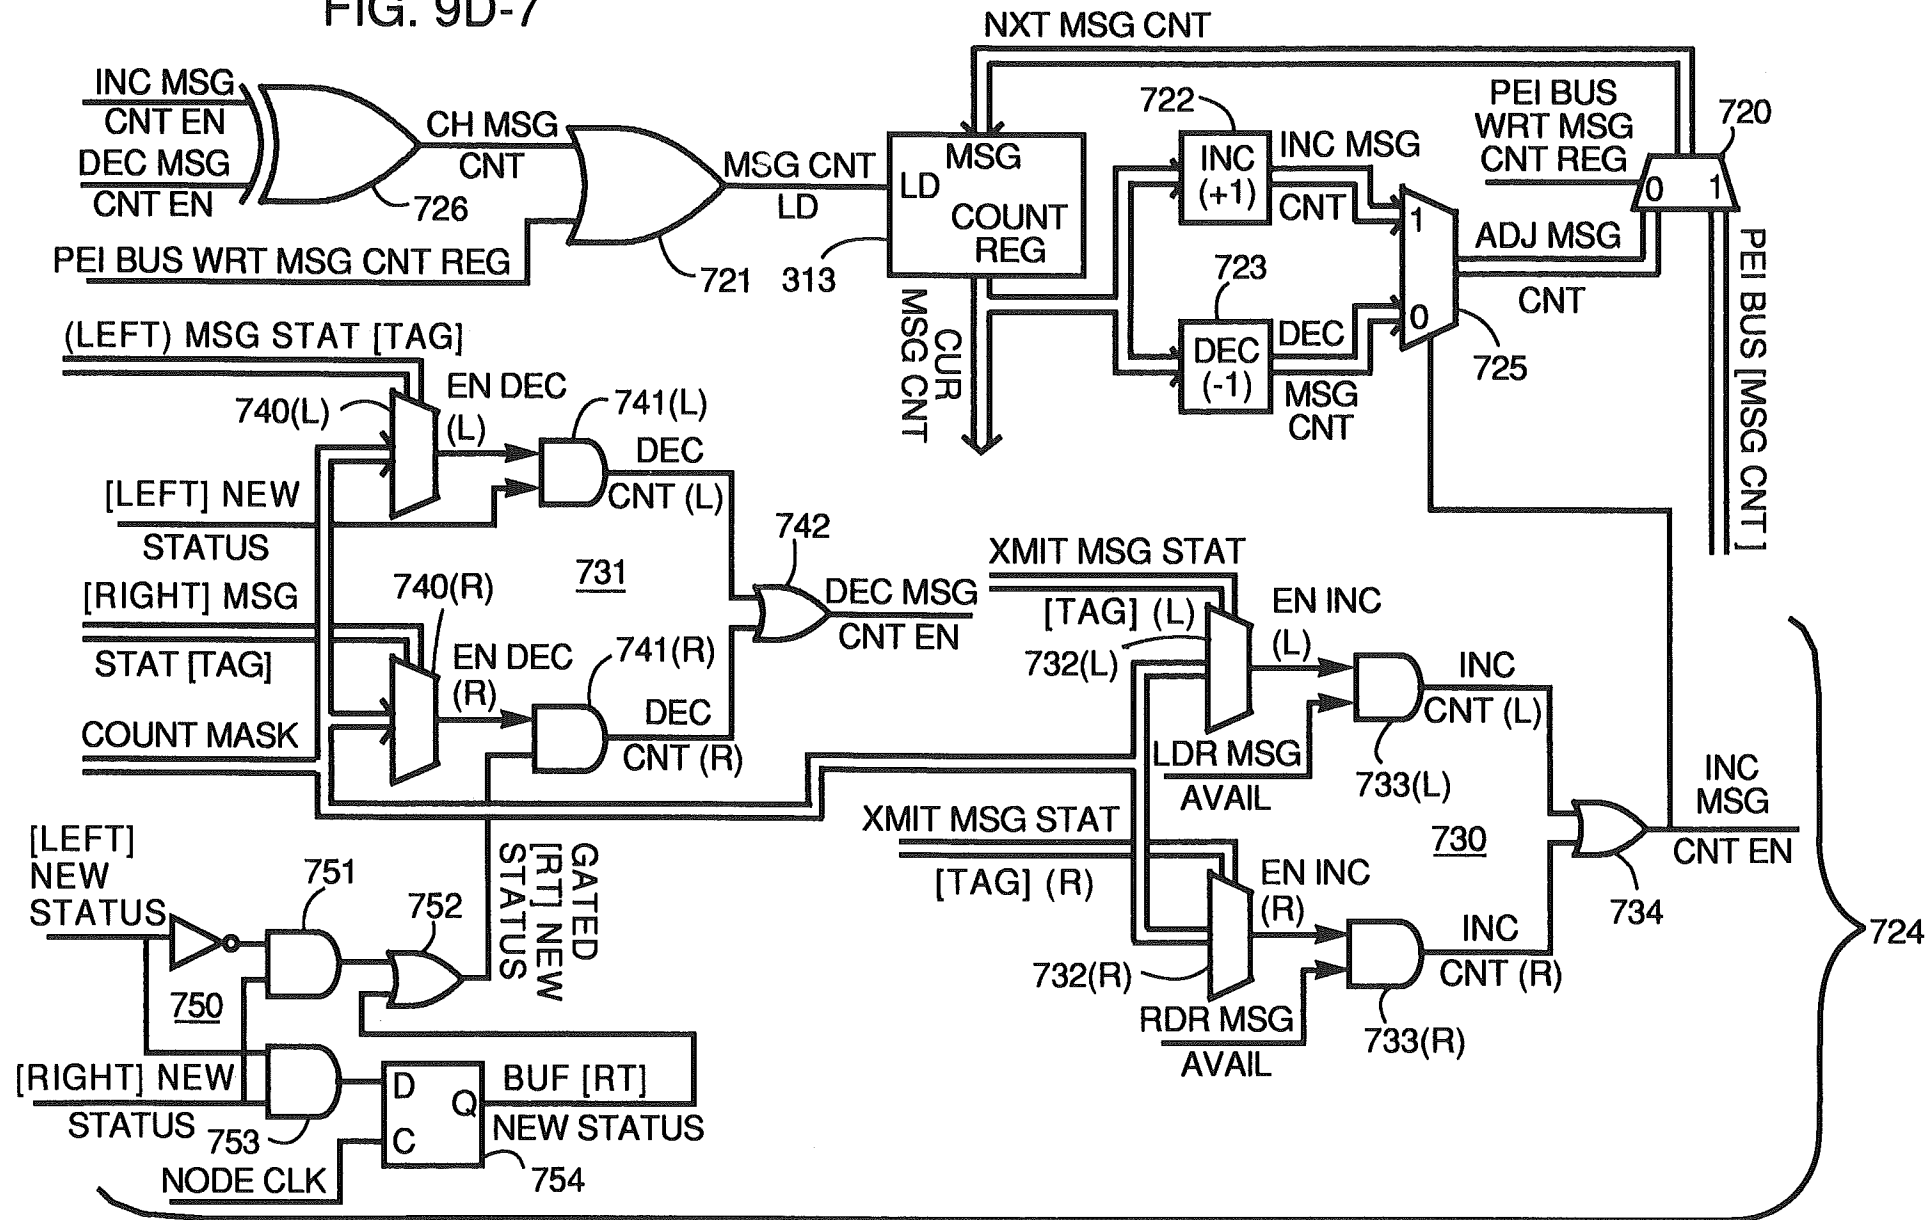 FIG. 9D-7
INC MSG
CNT EN
DEC MSG
CNT EN
726
CH MSG
CNT
PEI BUS WRT MSG CNT REG
721
MSG CNT
LD
313
NXT MSG CNT
MSG
LD
COUNT
REG
CUR
MSG CNT
722
INC
(+1)
INC MSG
CNT
723
DEC
(-1)
DEC
MSG
CNT
1
0
725
ADJ MSG
CNT
PEI BUS
WRT MSG
CNT REG
720
0
1
PEI BUS [MSG CNT]
(LEFT) MSG STAT [TAG]
740(L)
EN DEC
(L)
741(L)
DEC
CNT (L)
[LEFT] NEW
STATUS
731
742
DEC MSG
CNT EN
[RIGHT] MSG
STAT [TAG]
740(R)
EN DEC
(R)
741(R)
DEC
CNT (R)
COUNT MASK
XMIT MSG STAT
[TAG] (L)
732(L)
EN INC
(L)
LDR MSG
AVAIL
733(L)
INC
CNT (L)
XMIT MSG STAT
[TAG] (R)
732(R)
EN INC
(R)
RDR MSG
AVAIL
733(R)
INC
CNT (R)
730
734
INC
MSG
CNT EN
724
[LEFT]
NEW
STATUS
751
752
750
GATED
[RT] NEW
STATUS
[RIGHT] NEW
STATUS
753
D
Q
C
BUF [RT]
NEW STATUS
NODE CLK
754